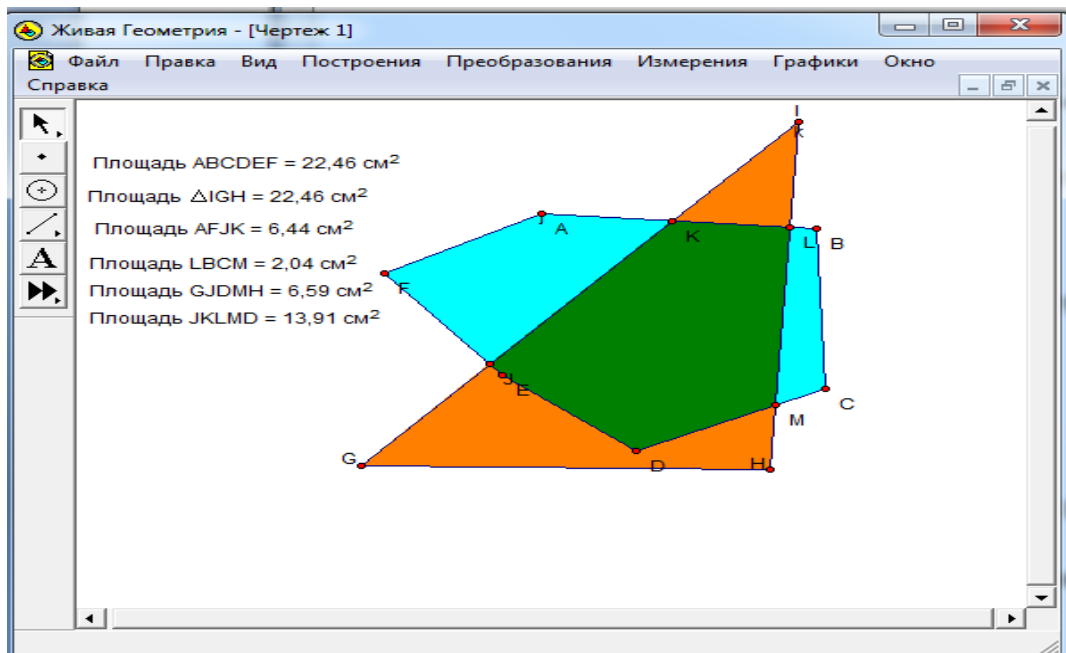 Живая Геометрия - [Чертеж 1]
Файл Правка Вид Построения Преобразования Измерения Графики Окно
Справка
Площадь ABCDEF = 22,46 см²
Площадь △IGH = 22,46 см²
Площадь AFJK = 6,44 см²
Площадь LBCM = 2,04 см²
Площадь GJDMH = 6,59 см²
Площадь JKLMD = 13,91 см²
A
I
k
j
A
K
L
B
F
J
E
C
M
G
D
H